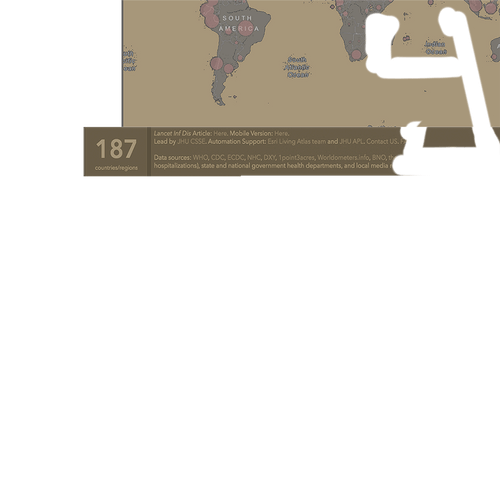 SOUTH
AMERICA
South
Atlantic
Ocean
Indian
Ocean
187
countries/regions
Lancet Inf Dis Article: Here. Mobile Version: Here.
Lead by JHU CSSE. Automation Support: Esri Living Atlas team and JHU APL. Contact US.
Data sources: WHO, CDC, ECDC, NHC, DXY, 1point3acres, Worldometers.info, BNO,
hospitalizations), state and national government health departments, and local media